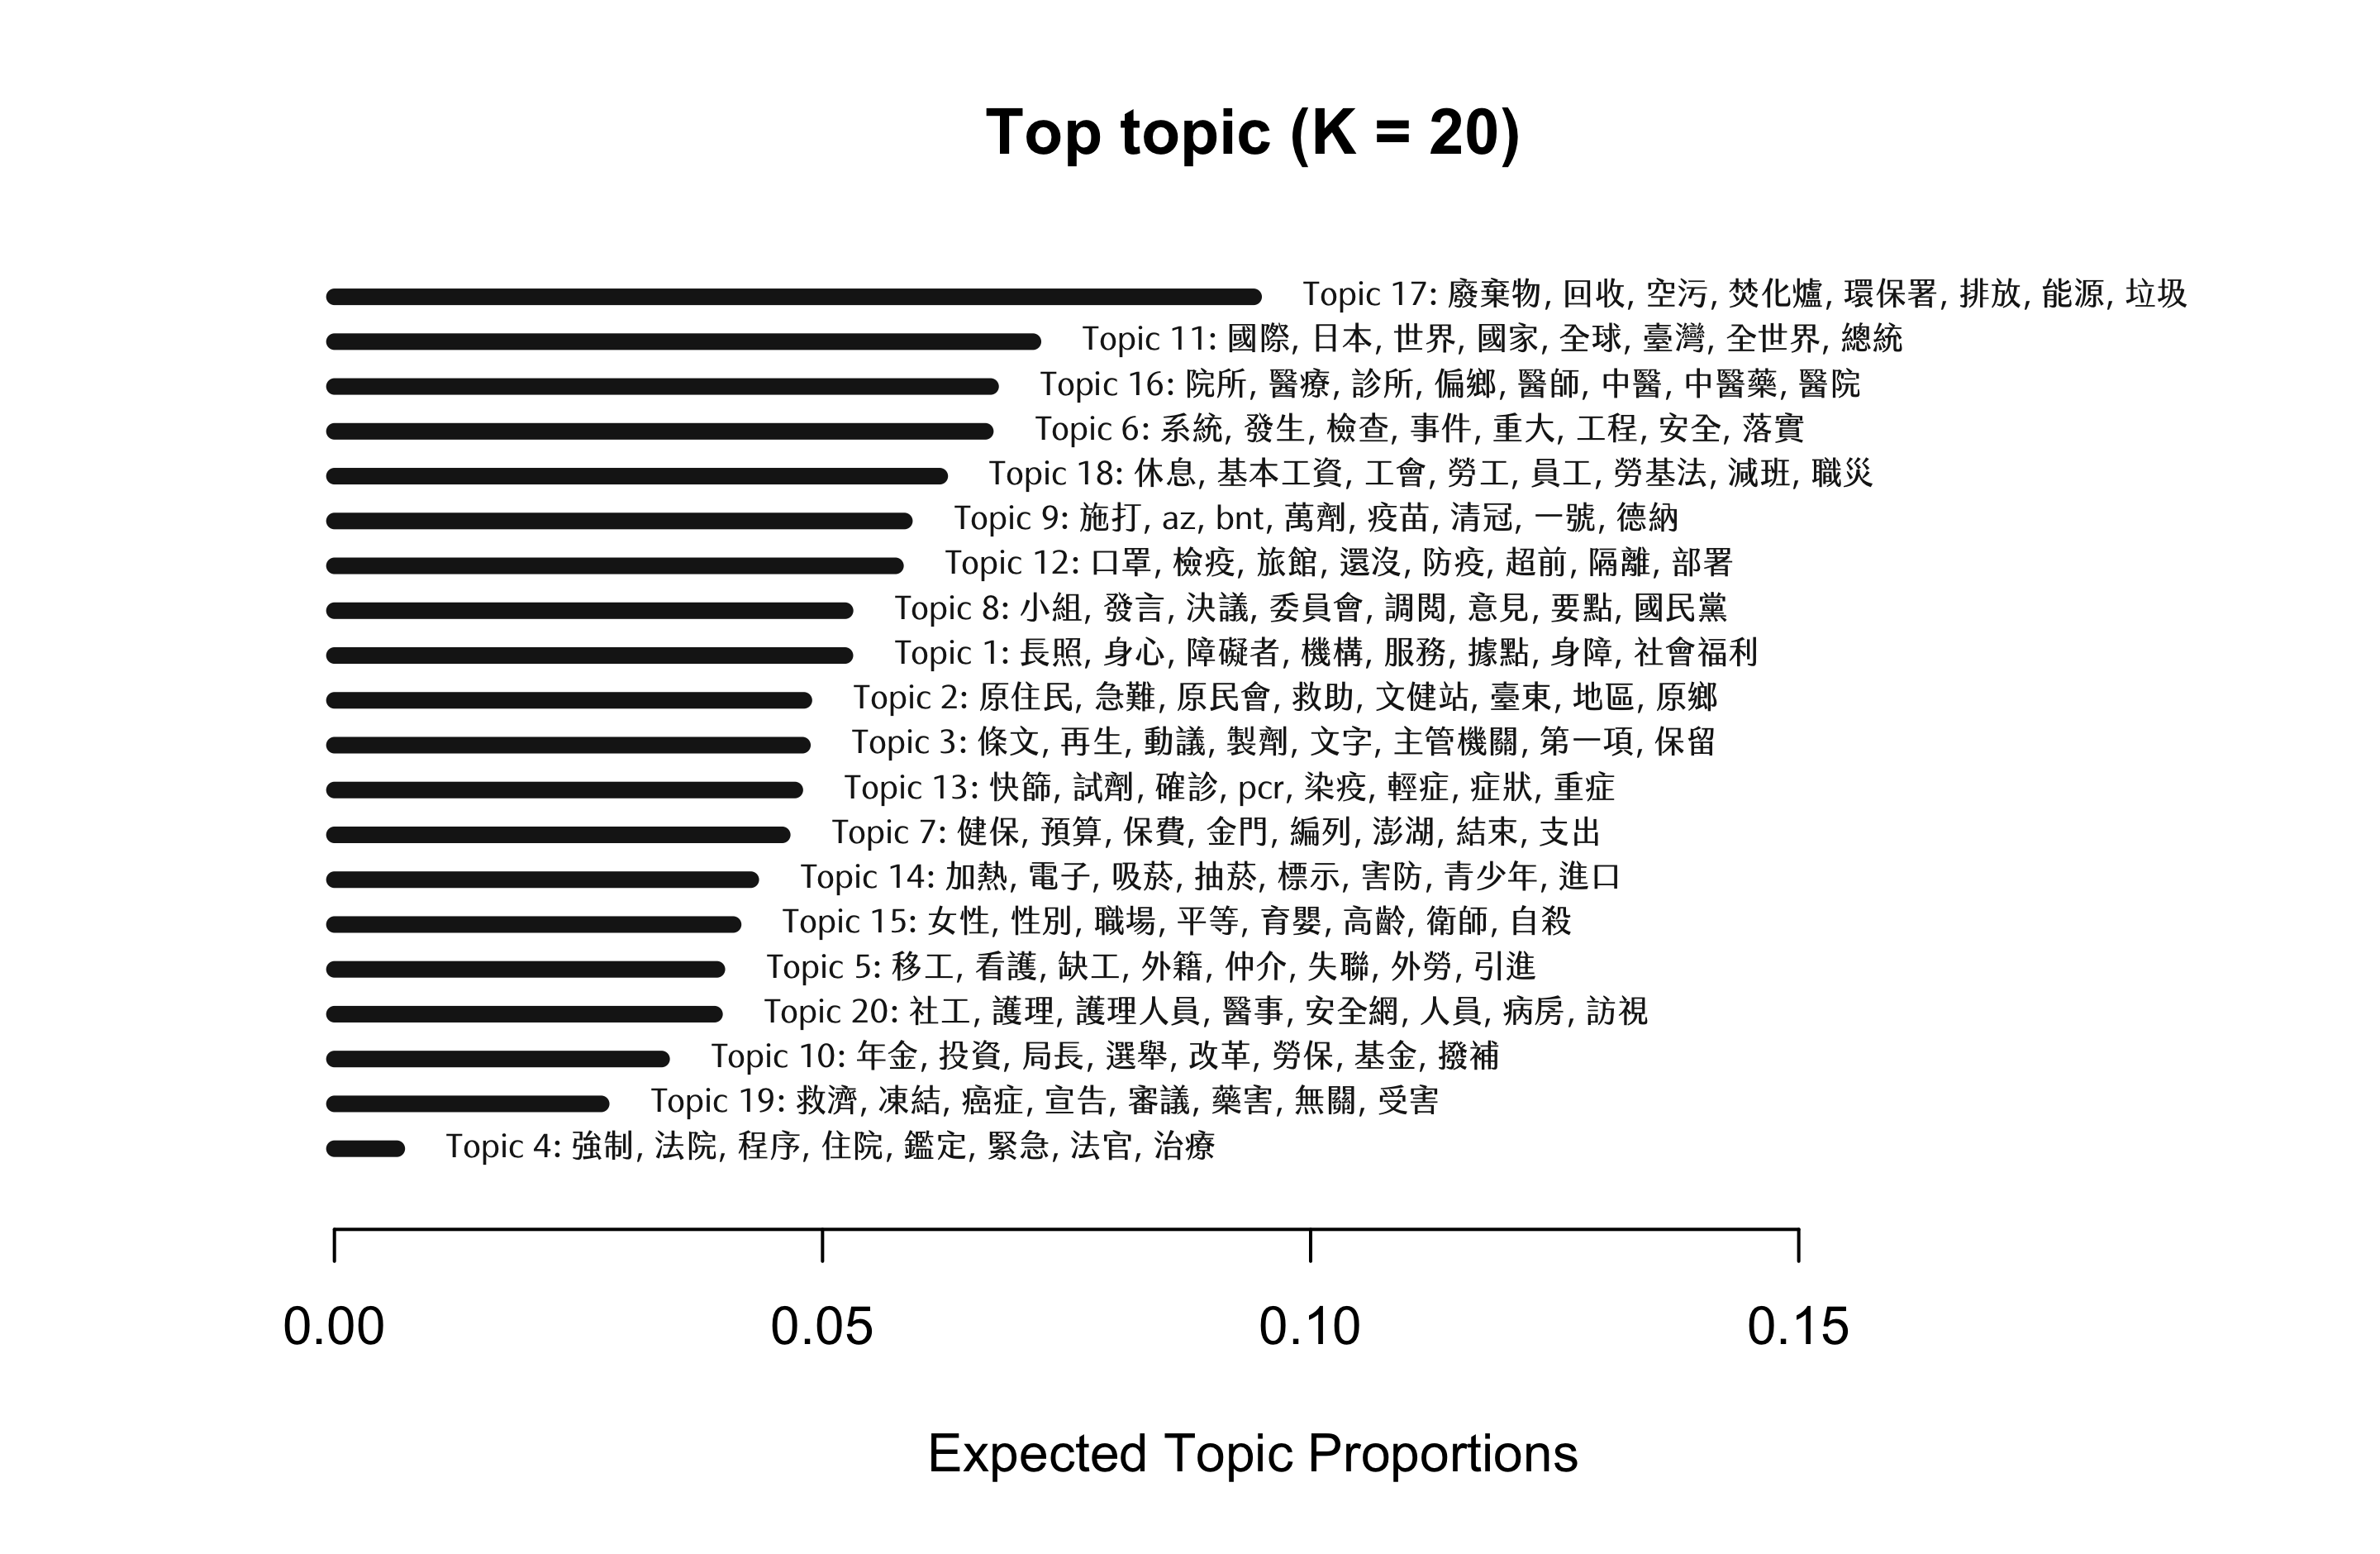 Top topic (K = 20)
Topic 17: 廢棄物, 回收, 空污, 焚化爐, 環保署, 排放, 能源, 垃圾
Topic 11: 國際, 日本, 世界, 國家, 全球, 臺灣, 全世界, 總統
Topic 16: 院所, 醫療, 診所, 偏鄉, 醫師, 中醫, 中醫藥, 醫院
Topic 6: 系統, 發生, 檢查, 事件, 重大, 工程, 安全, 落實
Topic 18: 休息, 基本工資, 工會, 勞工, 員工, 勞基法, 減班, 職災
Topic 9: 施打, az, bnt, 萬劑, 疫苗, 清冠, 一號, 德納
Topic 12: 口罩, 檢疫, 旅館, 還沒, 防疫, 超前, 隔離, 部署
Topic 8: 小組, 發言, 決議, 委員會, 調閱, 意見, 要點, 國民黨
Topic 1: 長照, 身心, 障礙者, 機構, 服務, 據點, 身障, 社會福利
Topic 2: 原住民, 急難, 原民會, 救助, 文健站, 臺東, 地區, 原鄉
Topic 3: 條文, 再生, 動議, 製劑, 文字, 主管機關, 第一項, 保留
Topic 13: 快篩, 試劑, 確診, pcr, 染疫, 輕症, 症狀, 重症
Topic 7: 健保, 預算, 保費, 金門, 編列, 澎湖, 結束, 支出
Topic 14: 加熱, 電子, 吸菸, 抽菸, 標示, 害防, 青少年, 進口
Topic 15: 女性, 性別, 職場, 平等, 育嬰, 高齡, 衛師, 自殺
Topic 5: 移工, 看護, 缺工, 外籍, 仲介, 失聯, 外勞, 引進
Topic 20: 社工, 護理, 護理人員, 醫事, 安全網, 人員, 病房, 訪視
Topic 10: 年金, 投資, 局長, 選舉, 改革, 勞保, 基金, 撥補
Topic 19: 救濟, 凍結, 癌症, 宣告, 審議, 藥害, 無關, 受害
Topic 4: 強制, 法院, 程序, 住院, 鑑定, 緊急, 法官, 治療
0.00 0.05 0.10 0.15
Expected Topic Proportions